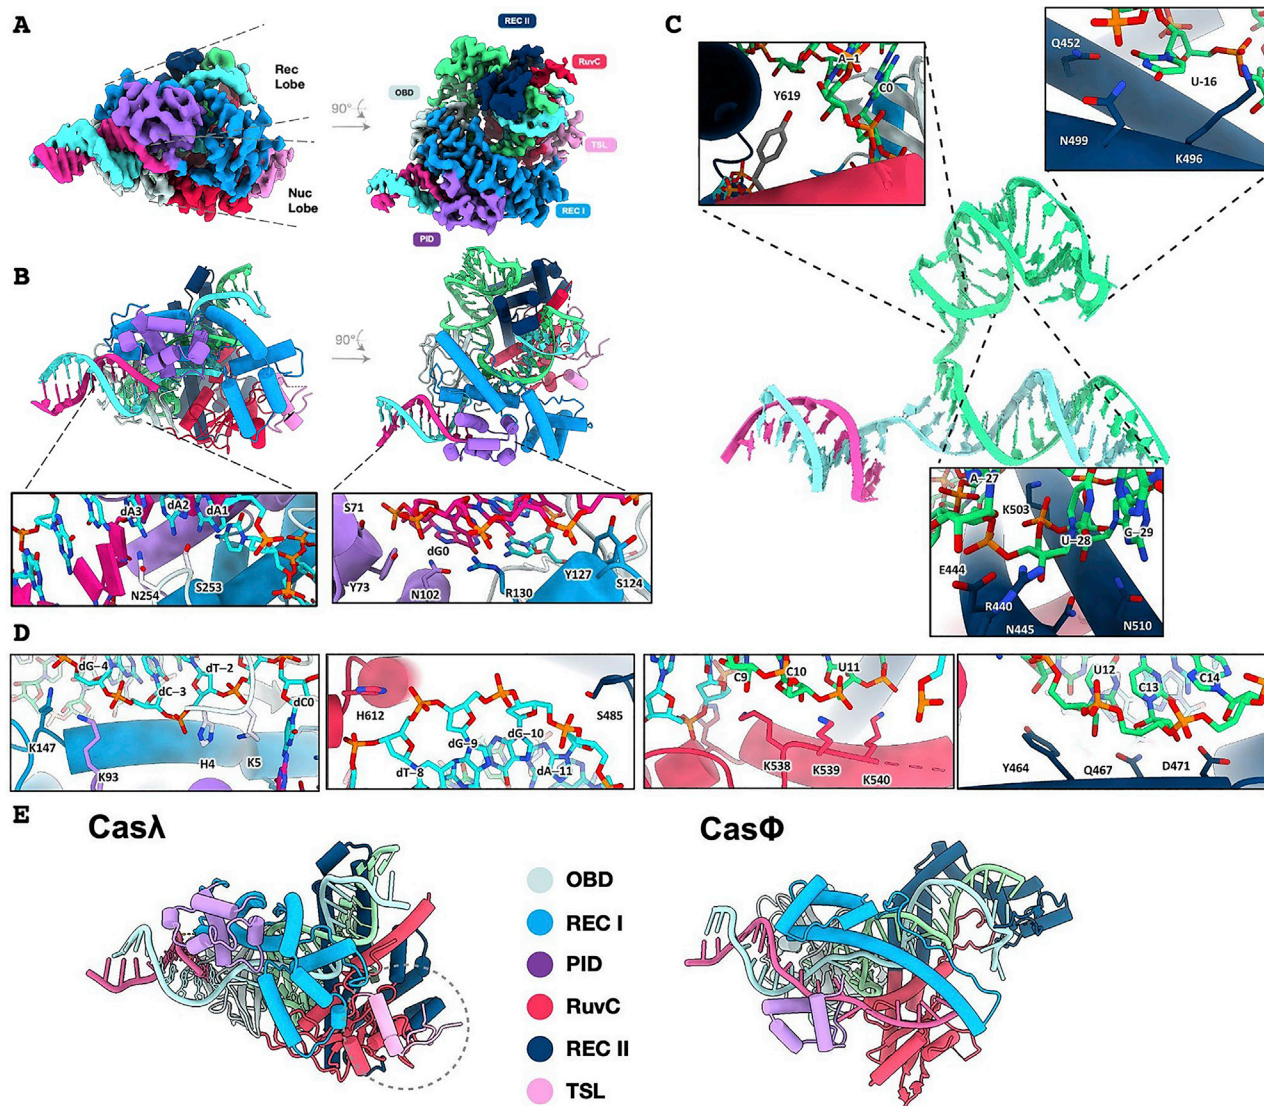 A
REC II
RuvC
Rec
Lobe
OBD
90°
TSL
Nuc
Lobe
REC I
PID
B
90°
dA3
dA2
dA1
N254
S253
S71
dG0
Y73
N102
R130
Y127
S124
C
A–1
C0
Y619
Q452
U-16
N499
K496
A–27
K503
U–28
G–29
E444
R440
N445
N510
D
dG–4
dT–2
dC–3
dC0
K147
K93
H4
K5
H612
S485
dG–10
dG–9
dT–8
dA–11
C9
C10
U11
K538
K539
K540
U12
C13
C14
Y464
Q467
D471
E
Casλ
CasΦ
OBD
REC I
PID
RuvC
REC II
TSL